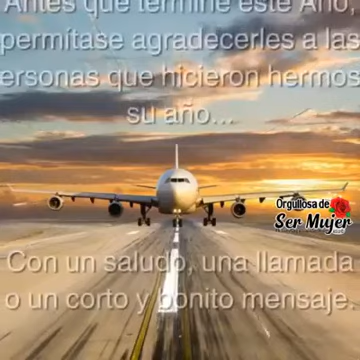 Antes que termine este Año,
permítase agradecerles a las
ersonas que hicieron hermos
su año...
Orgullosa de
Ser Mujer
Con un saludo, una llamada
o un corto y bonito mensaje.